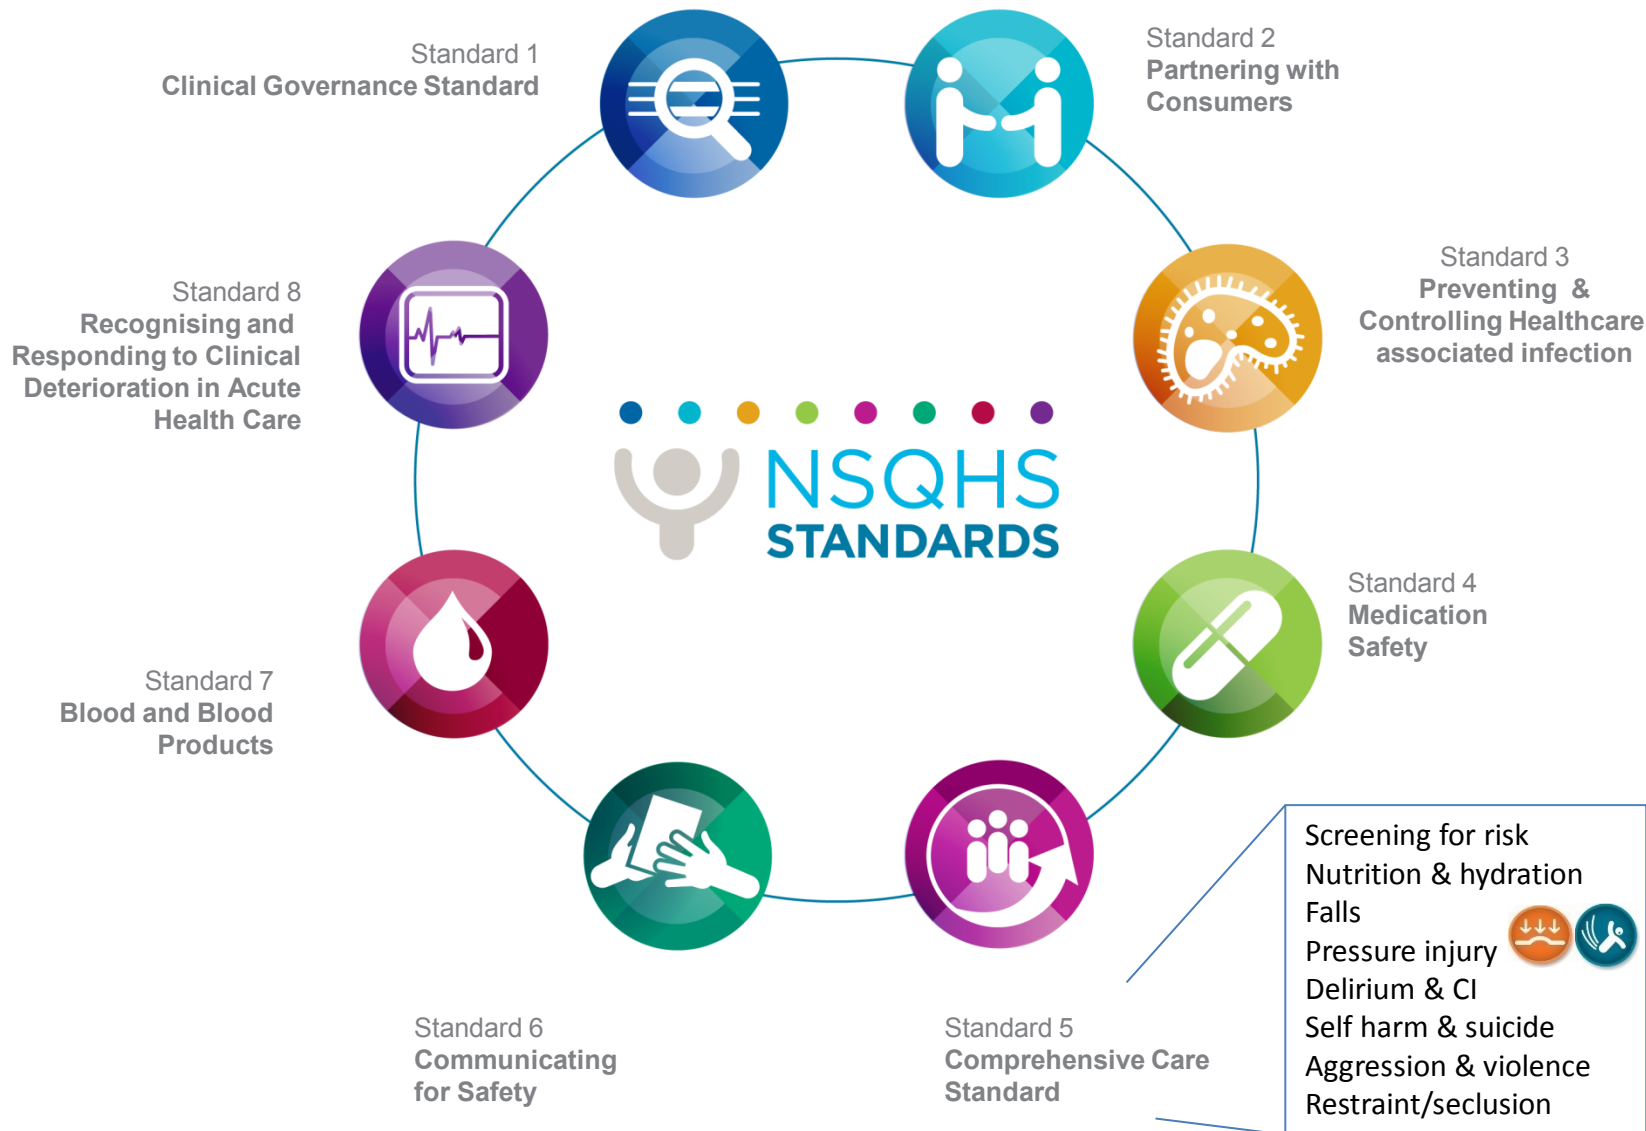 Standard 1
Clinical Governance Standard
Standard 2
Partnering with
Consumers
Standard 3
Preventing & 
Controlling Healthcare
associated infection
Standard 4
Medication
Safety
Standard 5
Comprehensive Care
Standard
Screening for risk
Nutrition & hydration
Falls
Pressure injury
Delirium & CI
Self harm & suicide
Aggression & violence
Restraint/seclusion
Standard 6
Communicating
for Safety
Standard 7
Blood and Blood
Products
Standard 8
Recognising and
Responding to Clinical
Deterioration in Acute
Health Care
NSQHS
STANDARDS